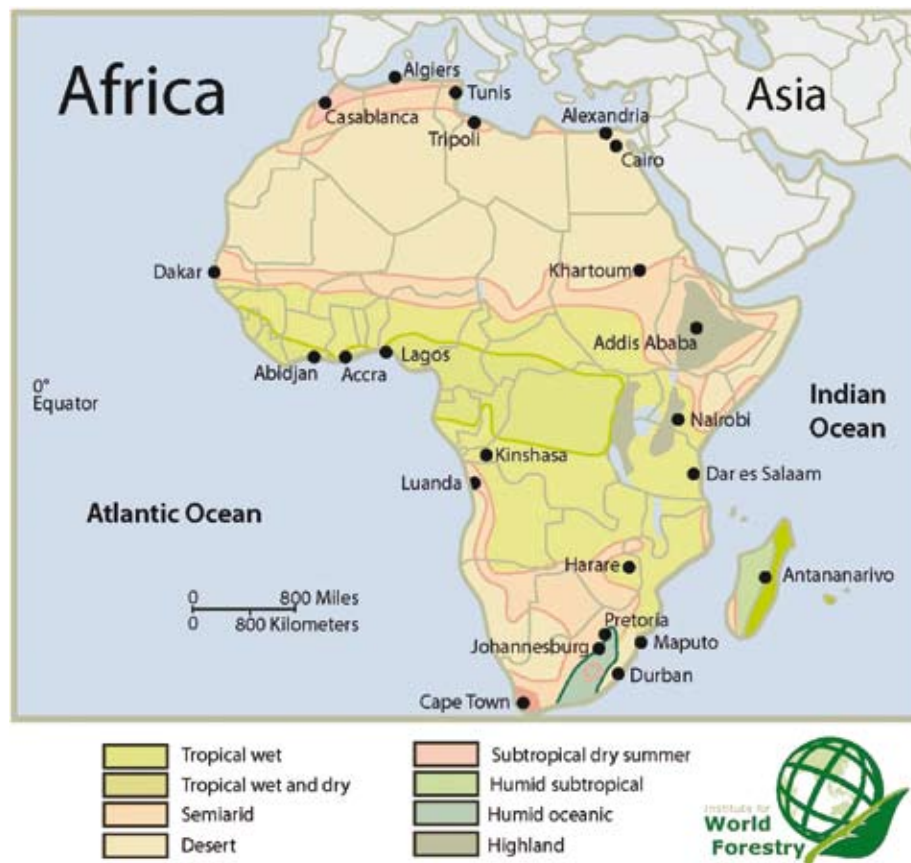 Africa
Asia
Algiers
Tunis
Casablanca
Tripoli
Alexandria
Cairo
Dakar
Khartoum
Addis Ababa
Abidjan
Accra
Lagos
0°
Equator
Indian
Ocean
Nairobi
Kinshasa
Dar es Salaam
Luanda
Atlantic Ocean
Harare
Antananarivo
0 800 Miles
0 800 Kilometers
Pretoria
Johannesburg
Maputo
Durban
Cape Town
Tropical wet
Tropical wet and dry
Semiarid
Desert
Subtropical dry summer
Humid subtropical
Humid oceanic
Highland
Institute for
World
Forestry